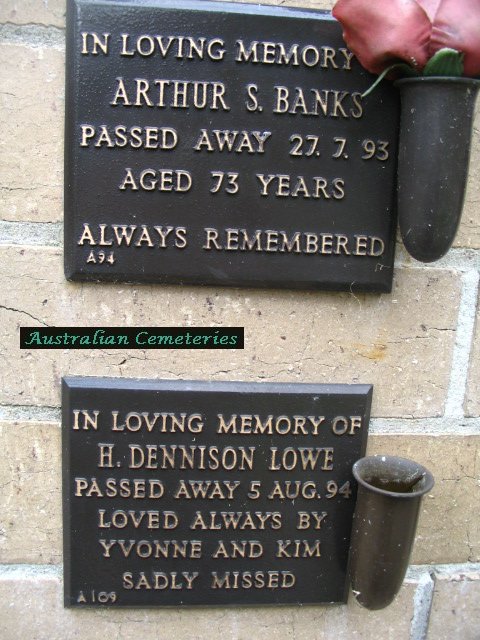 IN LOVING MEMORY
ARTHUR S. BANKS
PASSED AWAY 27. 7. 93
AGED 73 YEARS
ALWAYS REMEMBERED
A94
Australian Cemeteries
IN LOVING MEMORY OF
H. DENNISON LOWE
PASSED AWAY 5 AUG. 94
LOVED ALWAYS BY
YVONNE AND KIM
SADLY MISSED
A109